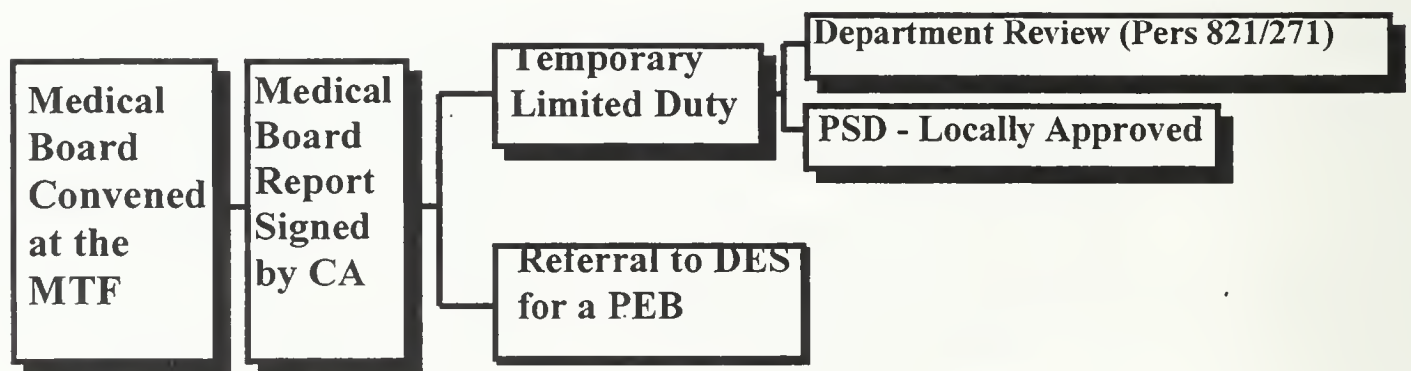 Medical
Board
Convened
at the
MTF
Medical
Board
Report
Signed
by CA
Temporary
Limited Duty
Department Review (Pers 821/271)
PSD - Locally Approved
Referral to DES
for a PEB